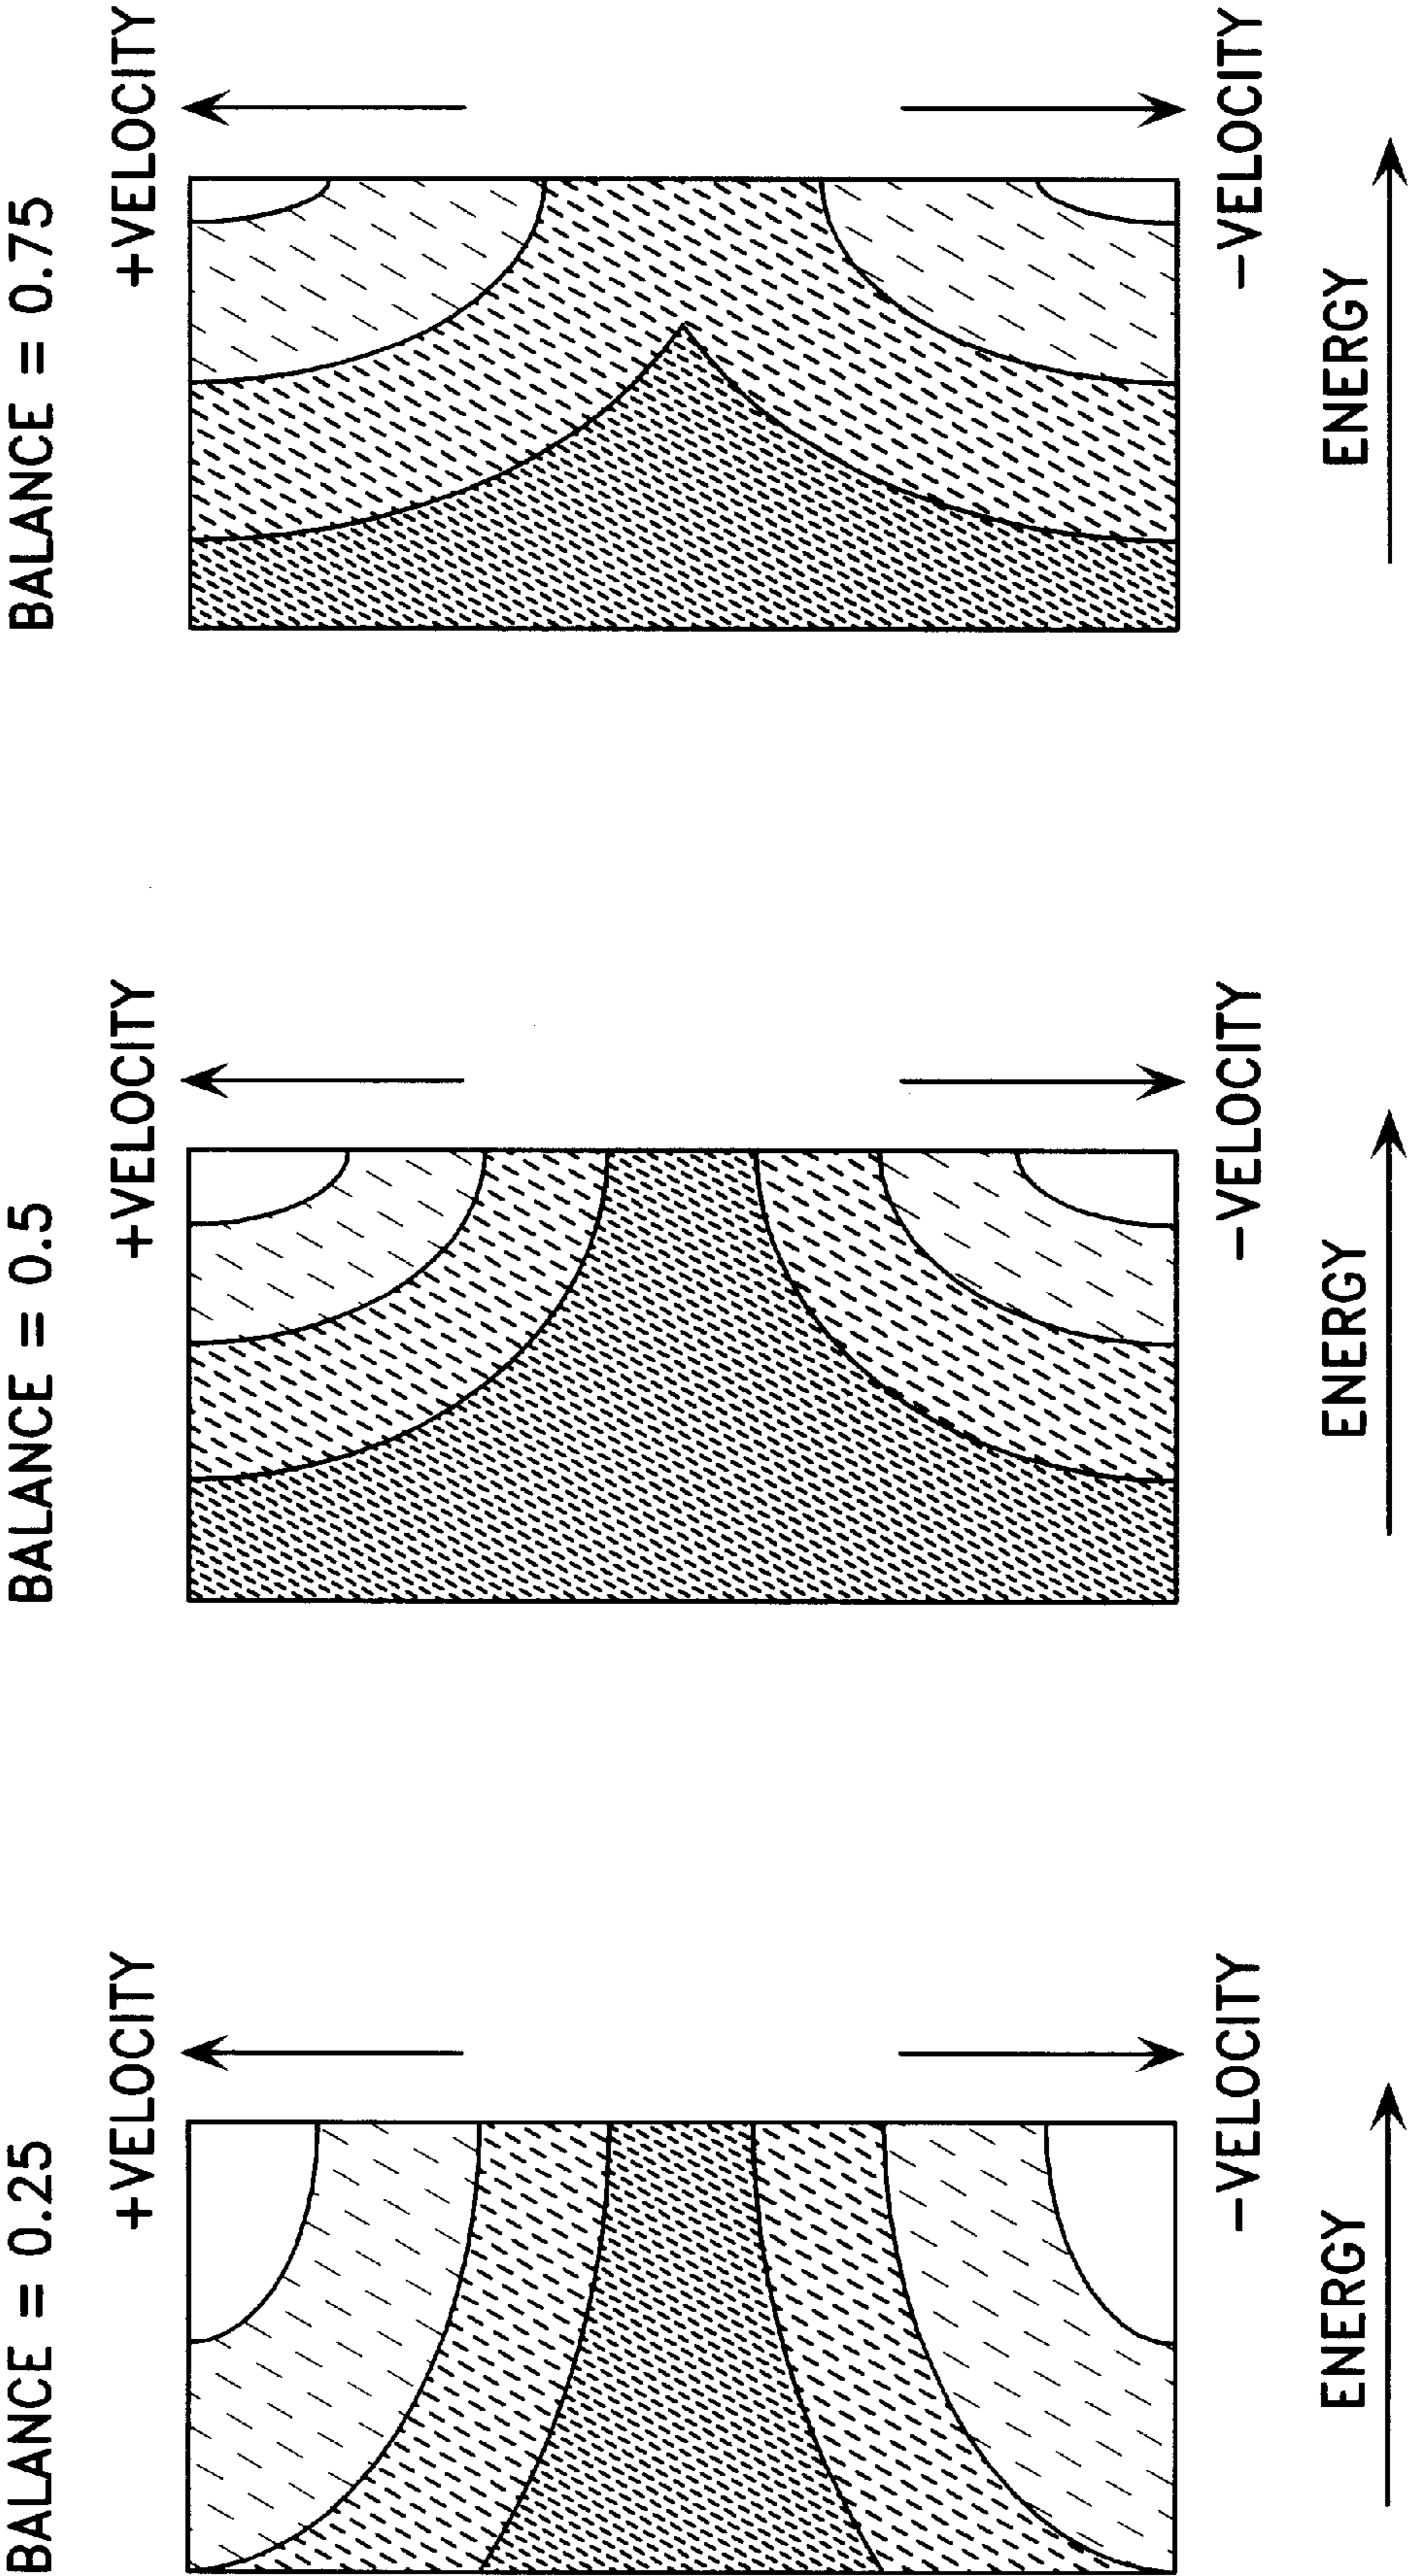 BALANCE = 0.25
+VELOCITY
−VELOCITY
ENERGY
BALANCE = 0.5
+VELOCITY
−VELOCITY
ENERGY
BALANCE = 0.75
+VELOCITY
−VELOCITY
ENERGY